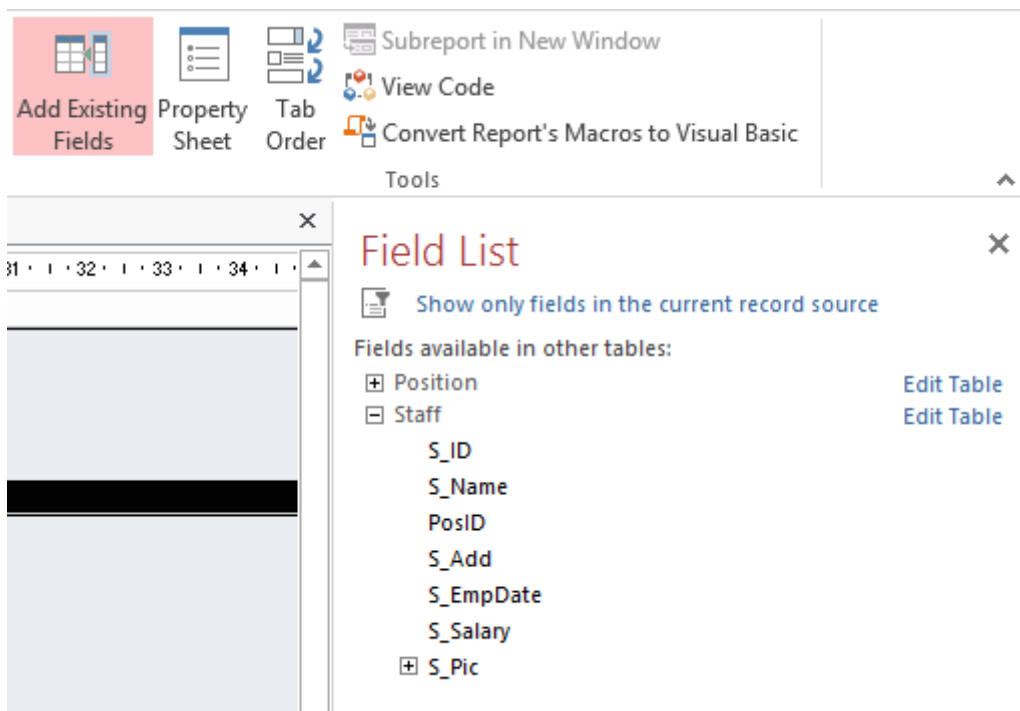 Subreport in New Window
View Code
Add Existing Property Tab
Fields Sheet Order
Convert Report's Macros to Visual Basic
Tools
31 32 33 34
Field List
Show only fields in the current record source
Fields available in other tables:
Position Edit Table
Staff Edit Table
S_ID
S_Name
PosID
S_Add
S_EmpDate
S_Salary
S_Pic